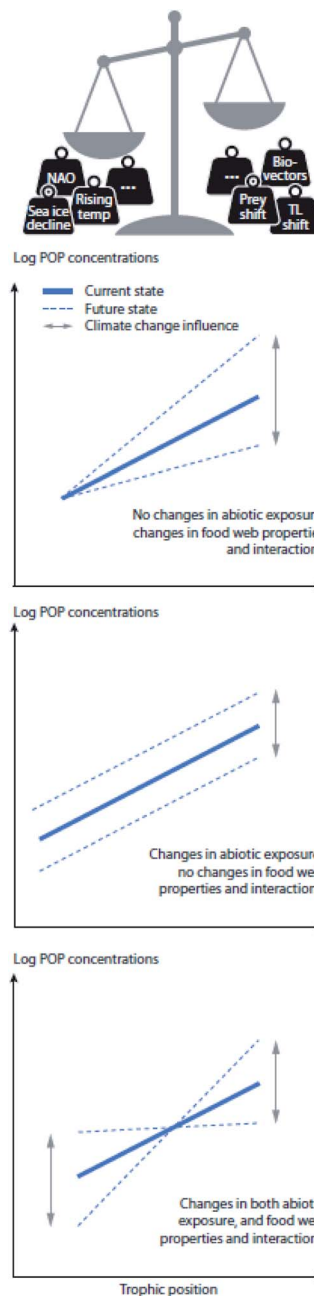 NAO
Sea ice
decline
Rising
temp
...
...
Bio-
vectors
Prey
shift
TL
shift
Log POP concentrations
Current state
Future state
Climate change influence
No changes in abiotic exposur
changes in food web propertie
and interaction
Log POP concentrations
Changes in abiotic exposure
no changes in food we
properties and interaction
Log POP concentrations
Changes in both abiot
exposure, and food we
properties and interaction
Trophic position